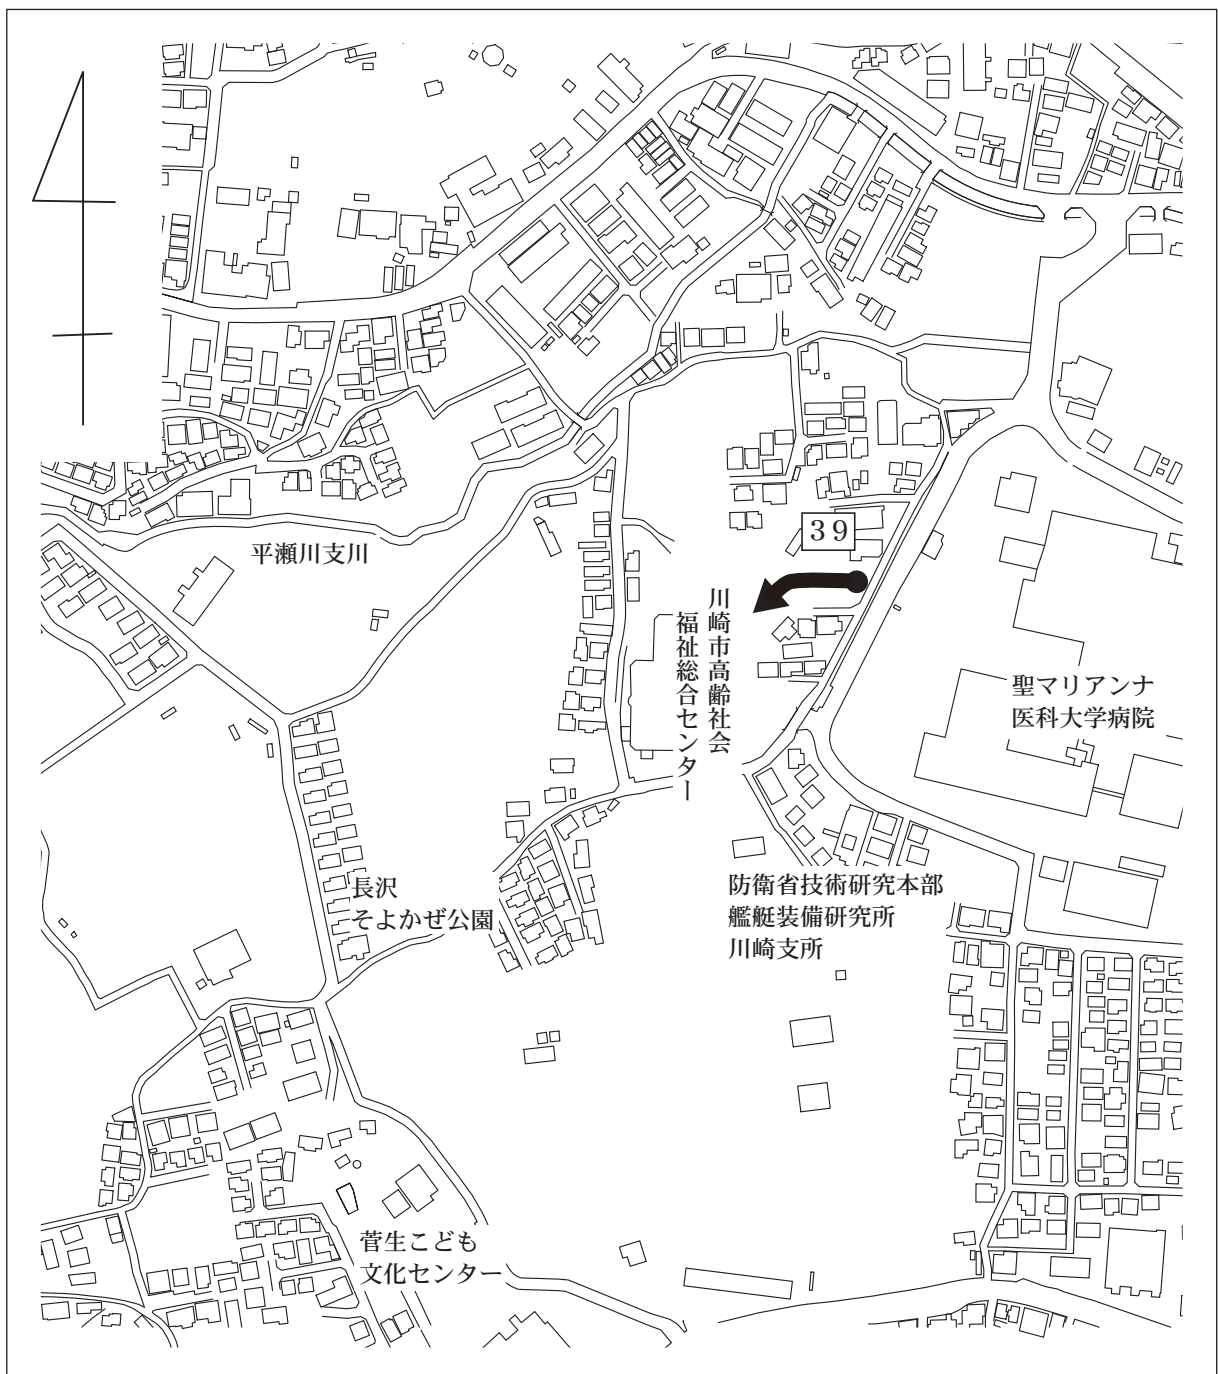 39
平瀬川支川
川崎市高齢社会
福祉総合センター
聖マリアンナ
医科大学病院
長沢
そよかぜ公園
防衛省技術研究本部
艦艇装備研究所
川崎支所
菅生こども
文化センター